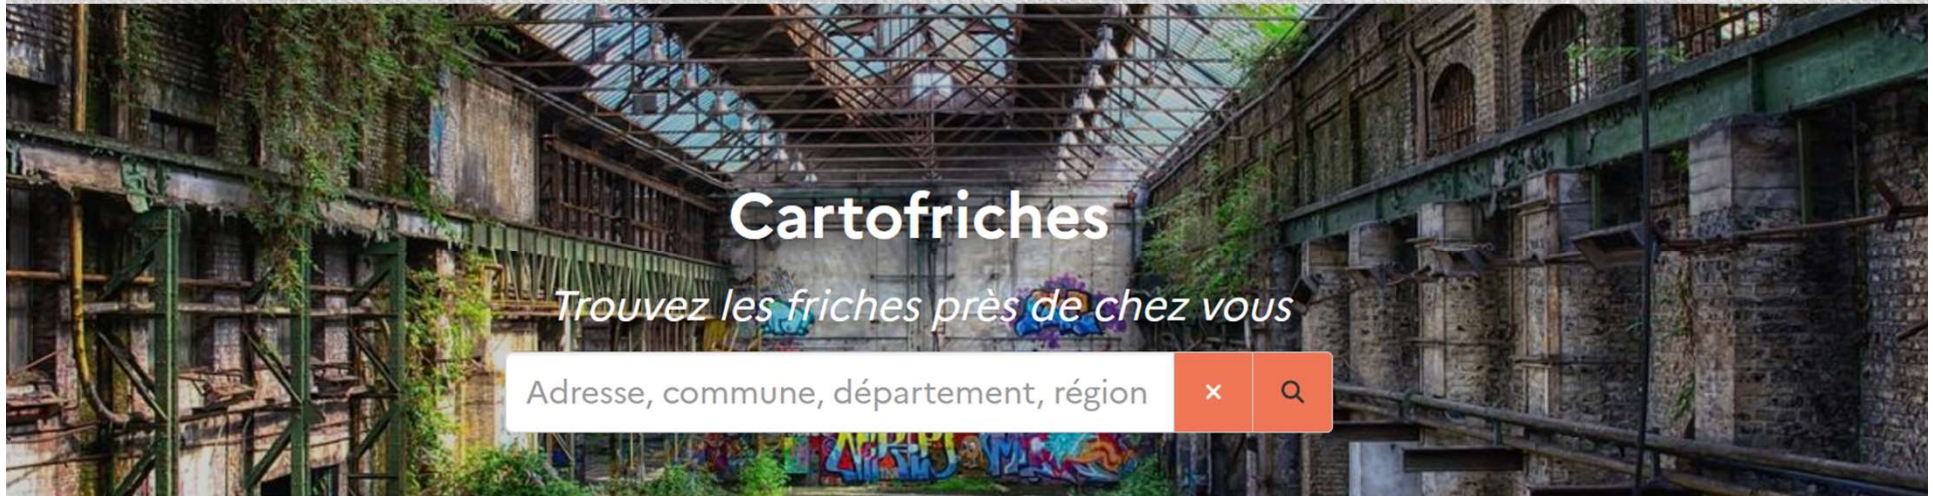 Cartofriches
Trouvez les friches près de chez vous
Adresse, commune, département, région